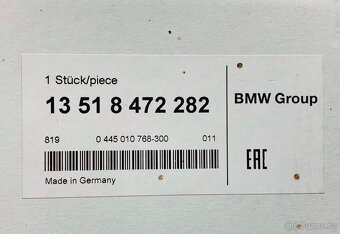 1 Stück/piece
13 51 8 472 282
BMW Group
819 0 445 010 768-300 011
EAC
Made in Germany